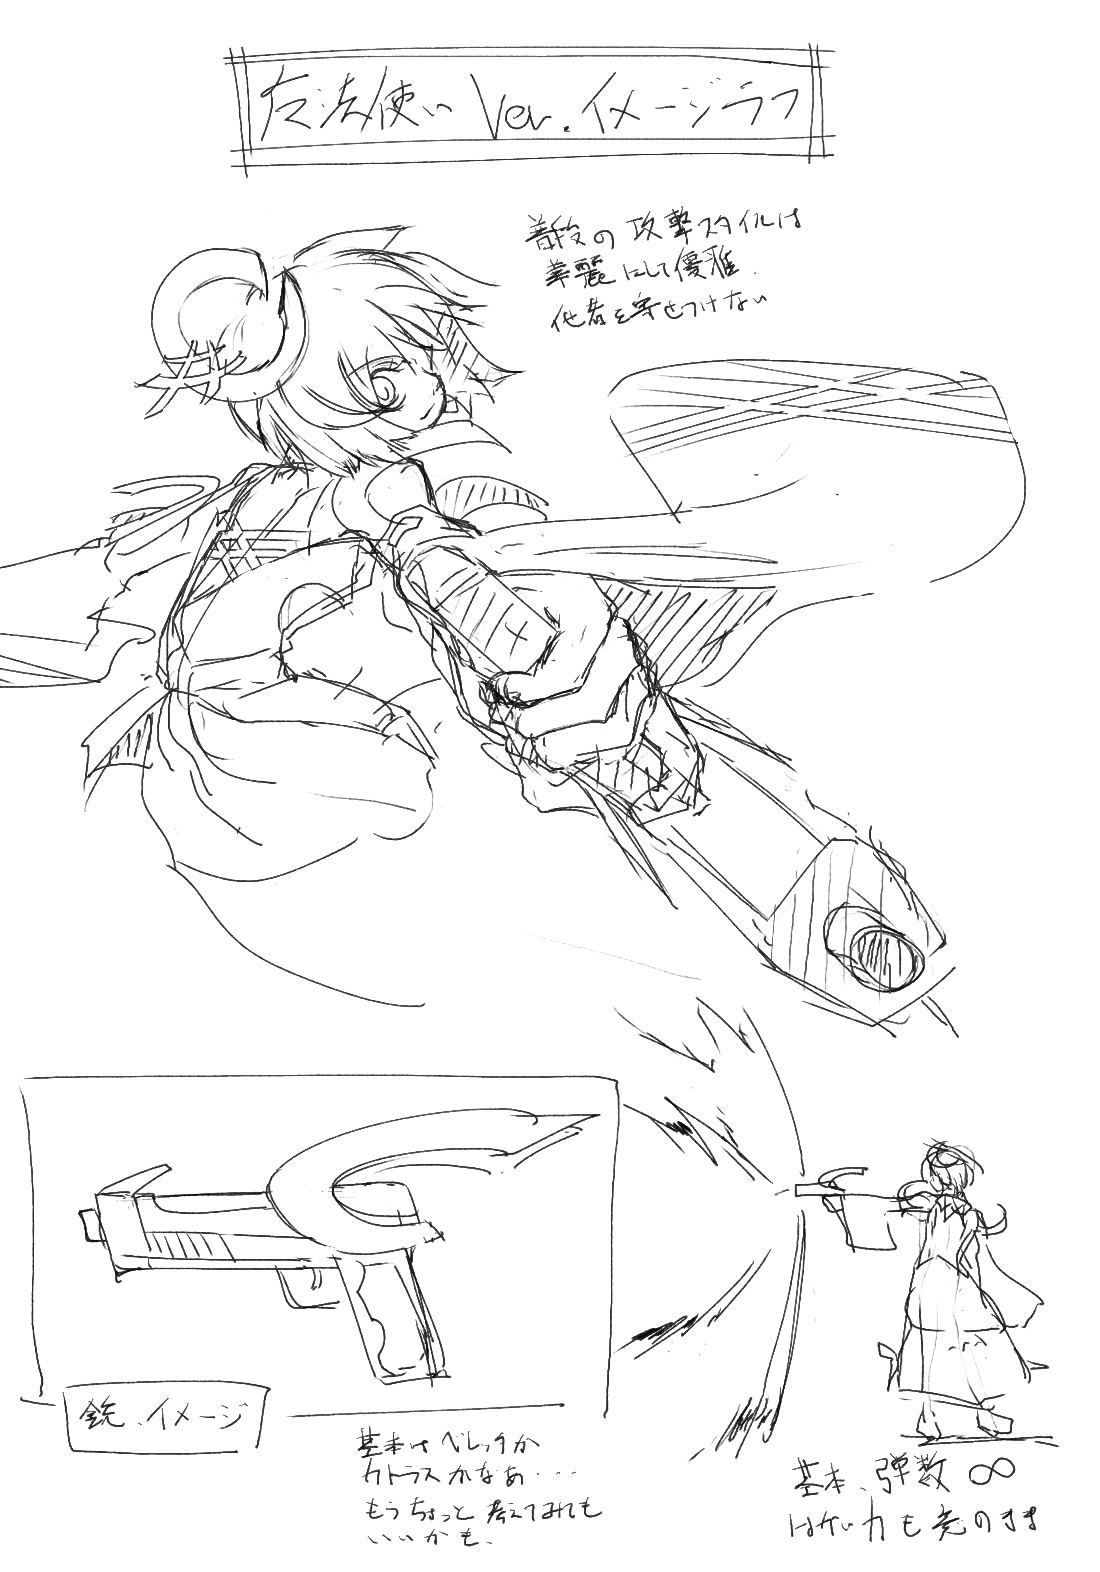 魔法使い Ver.イメージラフ
普段の攻撃スタイルは
華麗にして優雅.
他者を寄せつけない
銃.イメージ
基本はベレッタか
カトラスかなあ・・・
もうちょっと考えてみても
いいかも.
基本、弾数∞
はかい力も元のまま